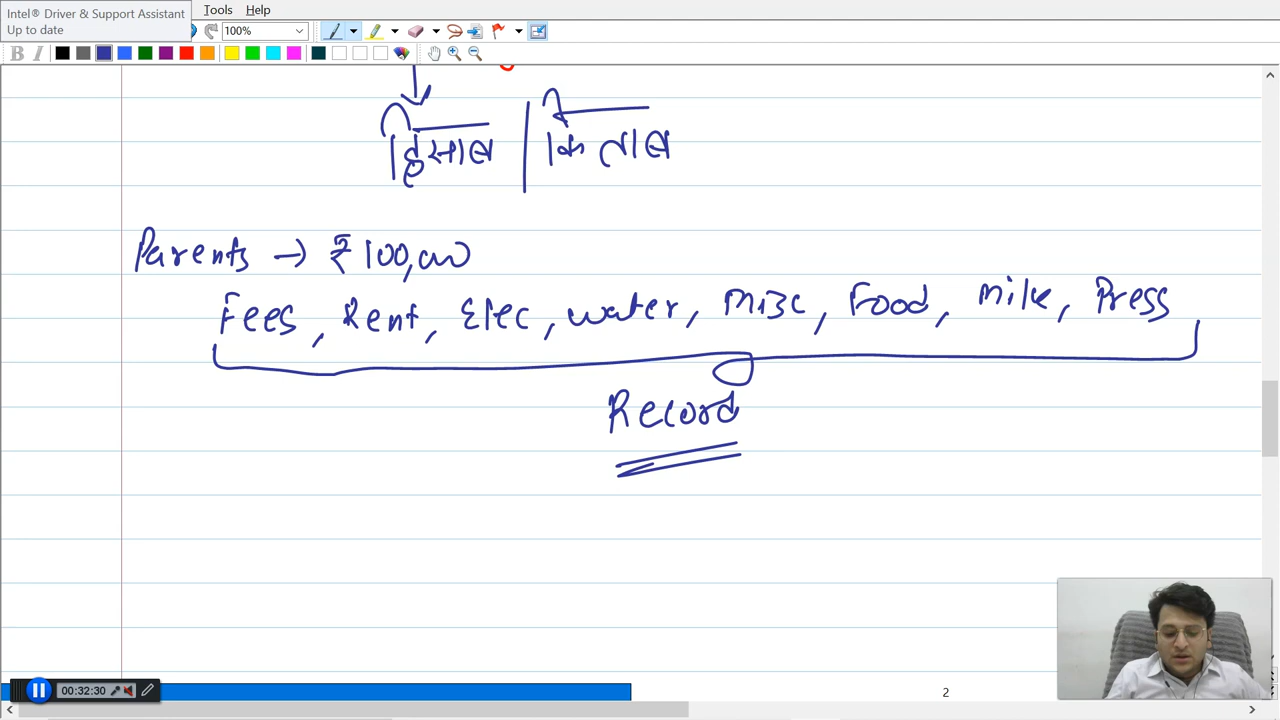 Intel® Driver & Support Assistant
Up to date
Tools Help
100%
B I
हिसाब | किताब
Parents → ₹ 100,000
Fees, Rent, Elec, water, Misc, Food, Milk, Press
Record
00:32:30
2